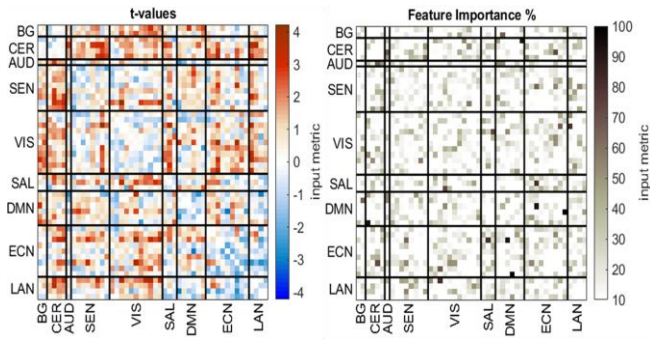 t-values
Feature Importance %
BG
CER
AUD
SEN
VIS
SAL
DMN
ECN
LAN
BG
CER
AUD
SEN
VIS
SAL
DMN
ECN
LAN
4
3
2
1
0
-1
-2
-3
-4
input metric
BG
CER
AUD
SEN
VIS
SAL
DMN
ECN
LAN
BG
CER
AUD
SEN
VIS
SAL
DMN
ECN
LAN
100
90
80
70
60
50
40
30
20
10
input metric